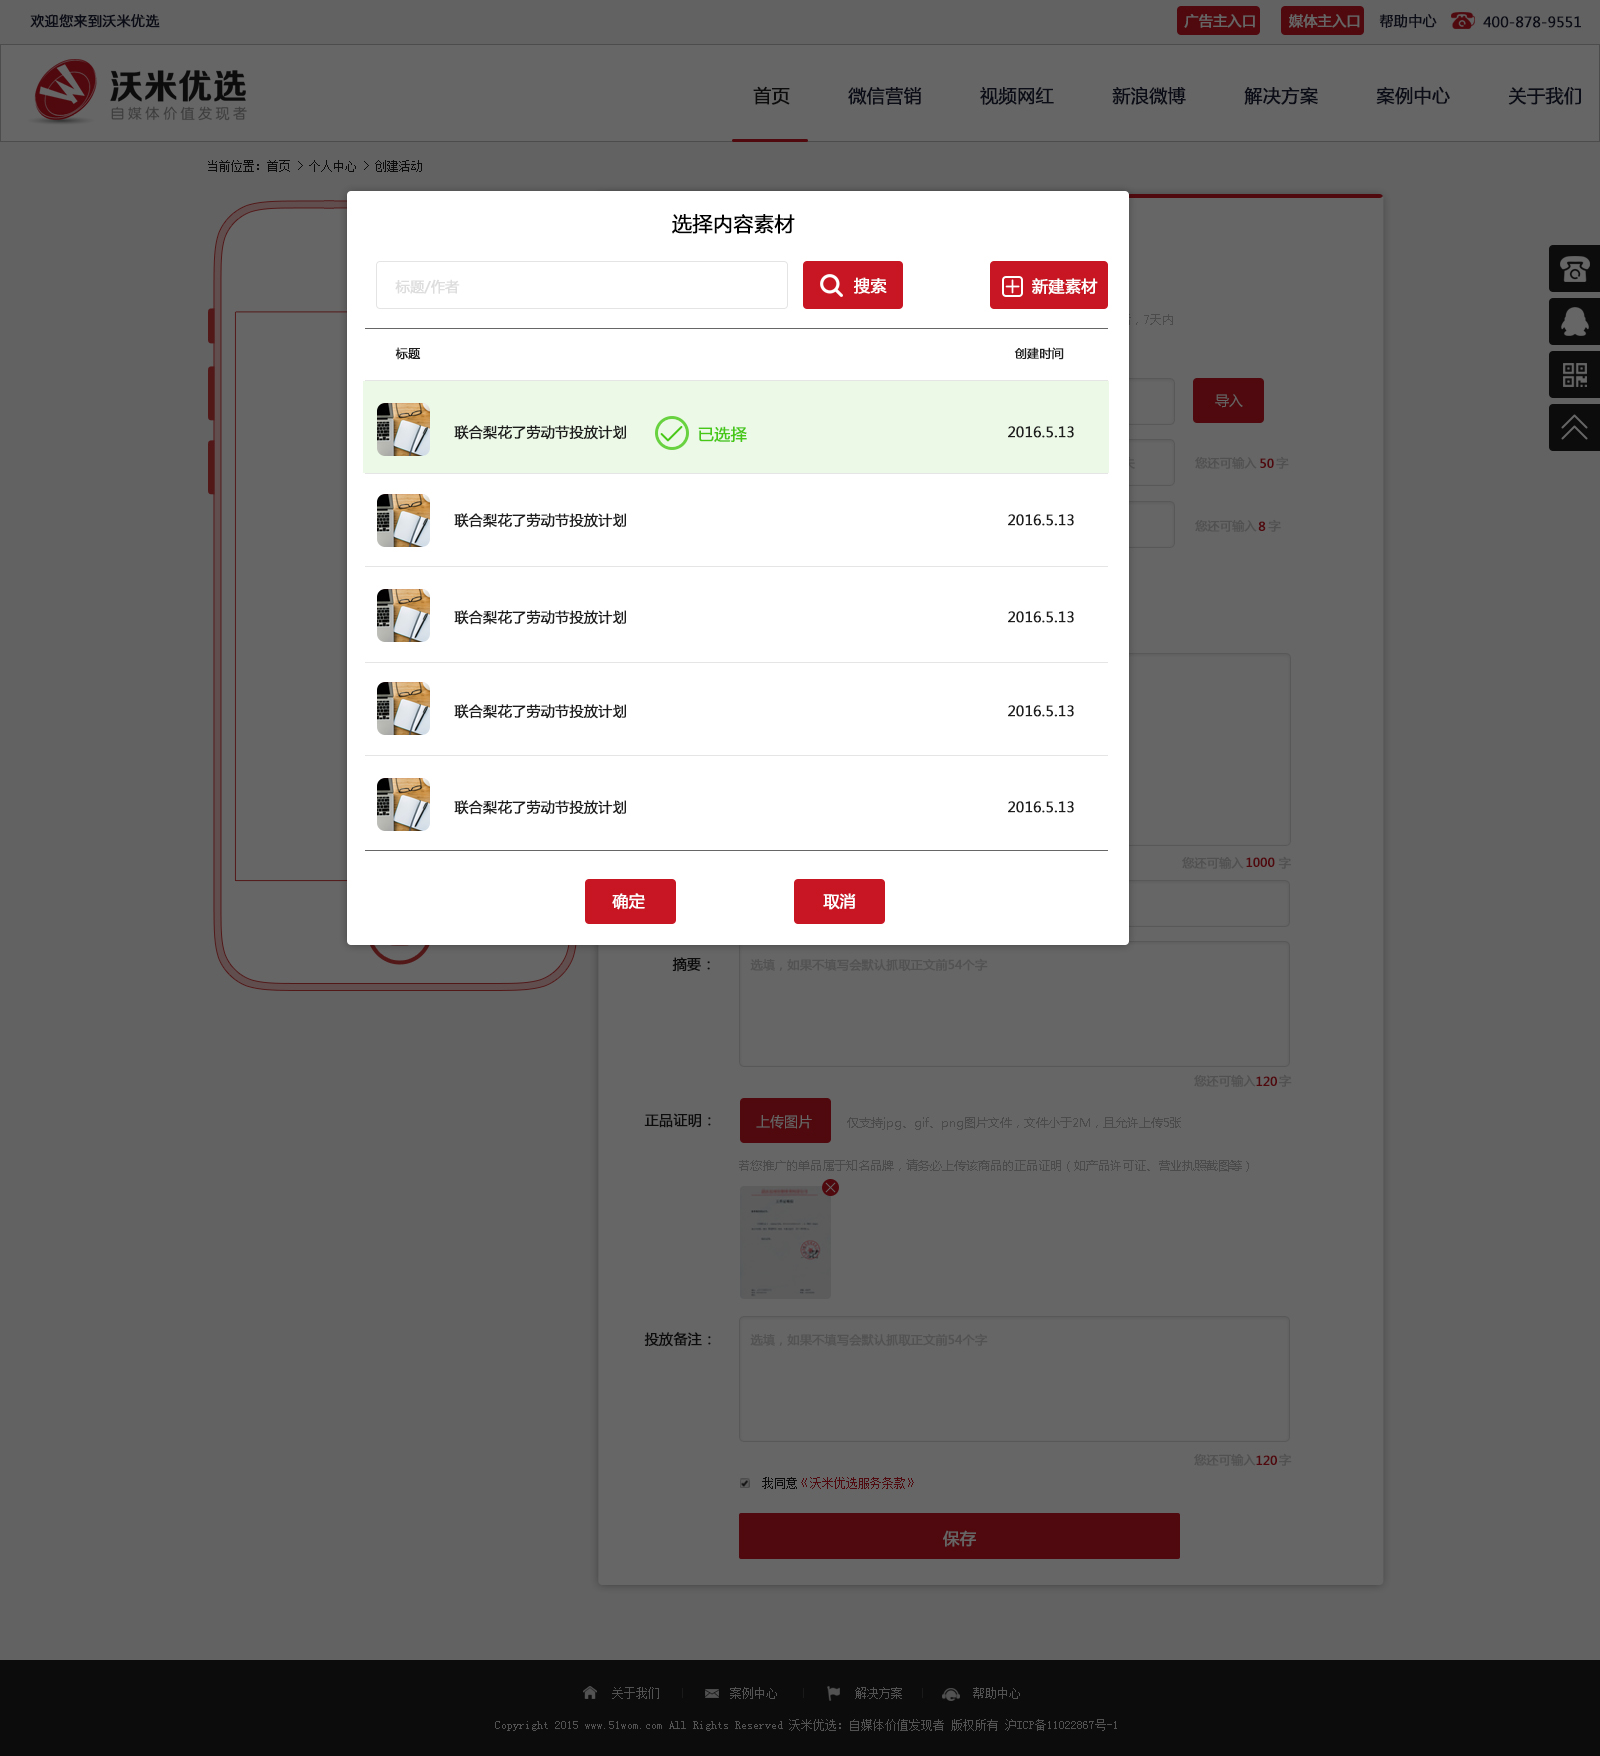 欢迎您来到沃米优选
广告主入口 媒体主入口 帮助中心 400-878-9551
沃米优选
自媒体价值发现者
首页 微信营销 视频网红 新浪微博 解决方案 案例中心 关于我们
当前位置：首页 > 个人中心 > 创建活动
选择内容素材
标题/作者 搜索 新建素材
，7天内
标题 创建时间
导入
联合梨花了劳动节投放计划 已选择 2016.5.13
您还可输入 50 字
联合梨花了劳动节投放计划 2016.5.13
您还可输入 8 字
联合梨花了劳动节投放计划 2016.5.13
联合梨花了劳动节投放计划 2016.5.13
联合梨花了劳动节投放计划 2016.5.13
您还可输入 1000 字
确定 取消
摘要： 选填，如果不填写会默认抓取正文前54个字
您还可输入120字
正品证明： 上传图片 仅支持jpg、gif、png图片文件，文件小于2M，且允许上传5张
若您推广的单品属于知名品牌，请务必上传该商品的正品证明（如产品许可证、营业执照截图等）
投放备注： 选填，如果不填写会默认抓取正文前54个字
您还可输入120字
我同意《沃米优选服务条款》
保存
关于我们 案例中心 解决方案 帮助中心
Copyright 2015 www.51wom.com All Rights Reserved 沃米优选：自媒体价值发现者 版权所有 沪ICP备11022867号-1